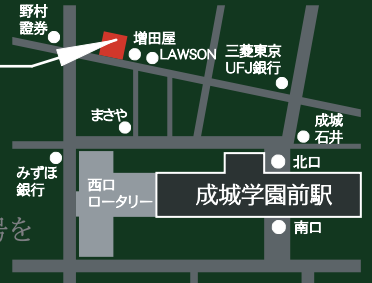 野村
證券
増田屋
LAWSON
三菱東京
UFJ銀行
まさや
成城
石井
みずほ
銀行
北口
西口
ロータリー
成城学園前駅
南口
号を